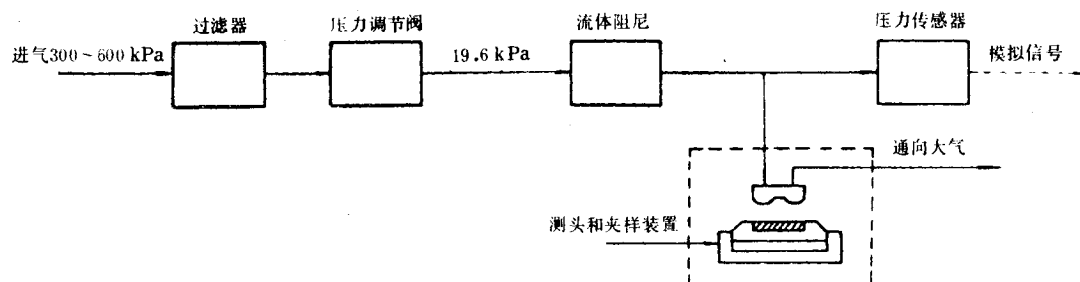 过滤器
压力调节阀
流体阻尼
压力传感器
进气300~600 kPa
19.6 kPa
模拟信号
通向大气
测头和夹样装置